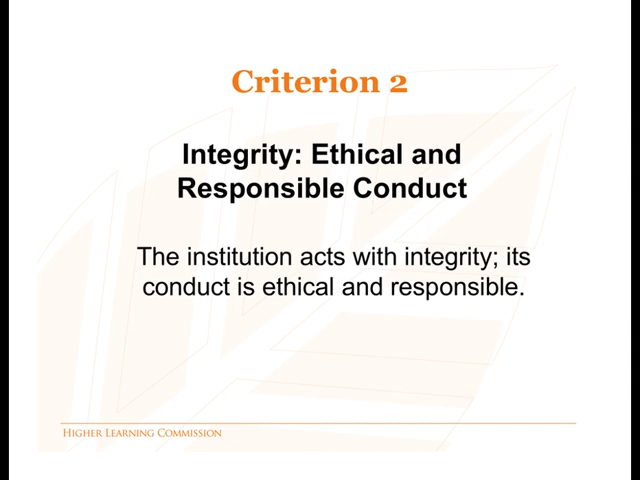 Criterion 2
Integrity: Ethical and
Responsible Conduct
The institution acts with integrity; its
conduct is ethical and responsible.
Higher Learning Commission